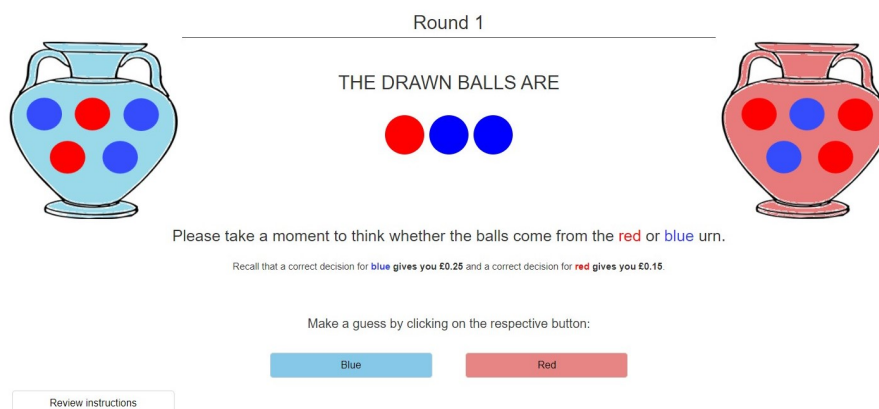 Round 1
THE DRAWN BALLS ARE
Please take a moment to think whether the balls come from the red or blue urn.
Recall that a correct decision for blue gives you £0.25 and a correct decision for red gives you £0.15.
Make a guess by clicking on the respective button:
Blue Red
Review instructions